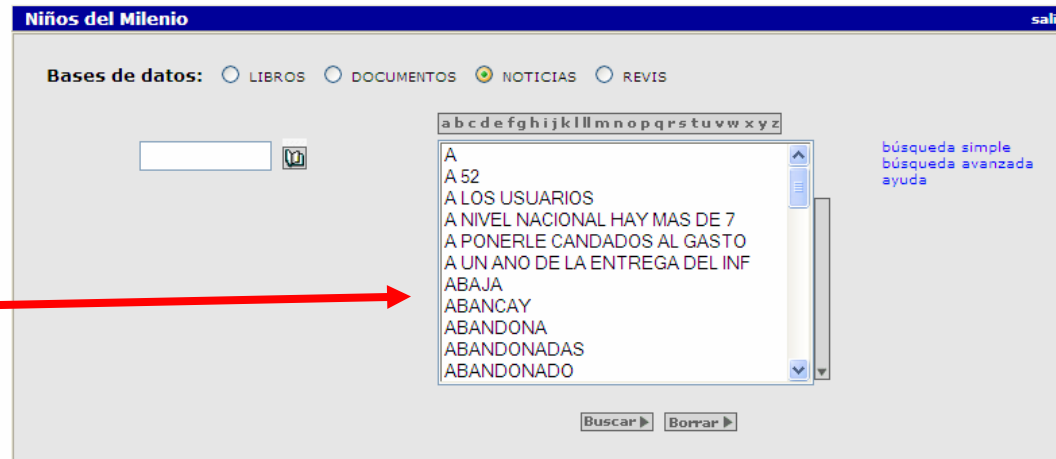 Niños del Milenio sali
Bases de datos: LIBROS DOCUMENTOS NOTICIAS REVIS
a b c d e f g h i j k l ll m n o p q r s t u v w x y z
A
A 52
A LOS USUARIOS
A NIVEL NACIONAL HAY MAS DE 7
A PONERLE CANDADOS AL GASTO
A UN ANO DE LA ENTREGA DEL INF
ABAJA
ABANCAY
ABANDONA
ABANDONADAS
ABANDONADO
búsqueda simple
búsqueda avanzada
ayuda
Buscar Borrar